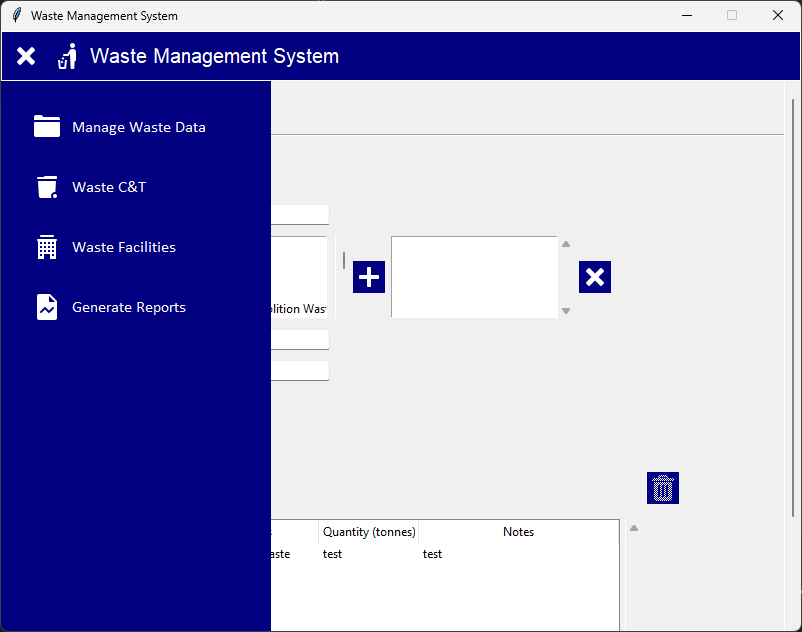 Waste Management System
Waste Management System
Manage Waste Data
Waste C&T
Waste Facilities
olition Was
Generate Reports
Quantity (tonnes) Notes
aste test test